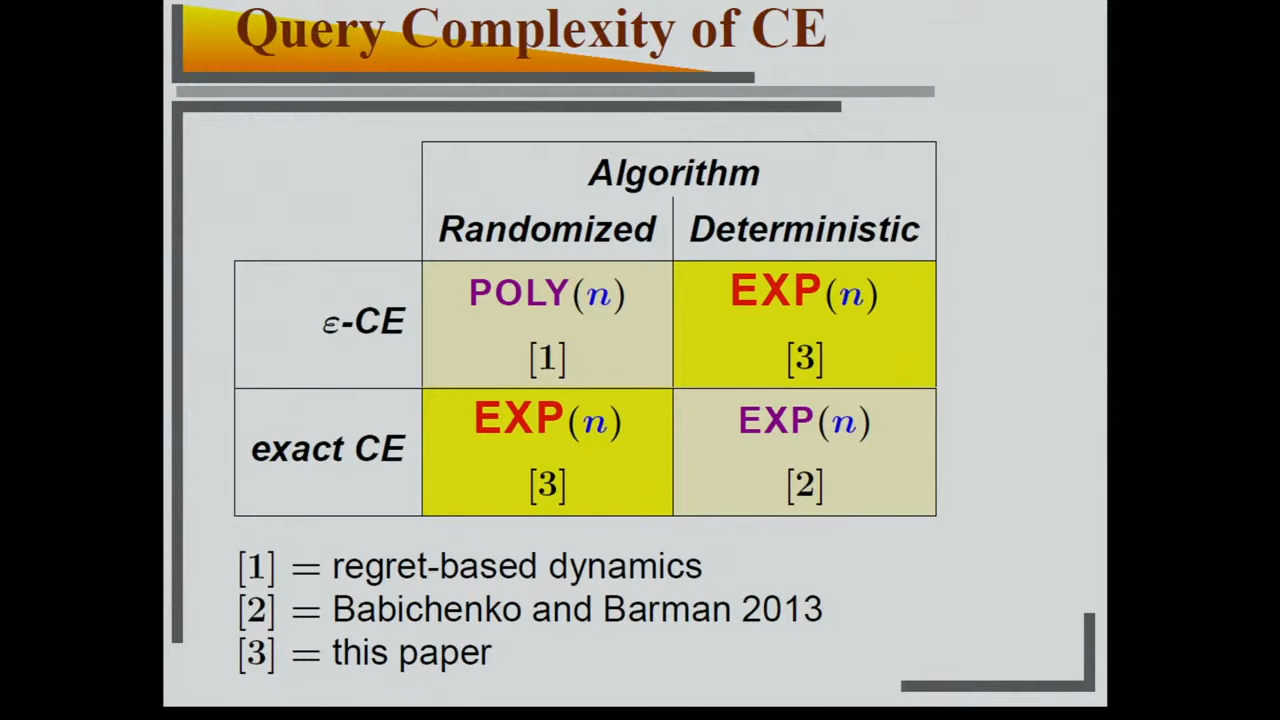 Query Complexity of CE
Algorithm
Randomized Deterministic
ε-CE POLY(n) EXP(n)
[1] [3]
exact CE EXP(n) EXP(n)
[3] [2]
[1] = regret-based dynamics
[2] = Babichenko and Barman 2013
[3] = this paper